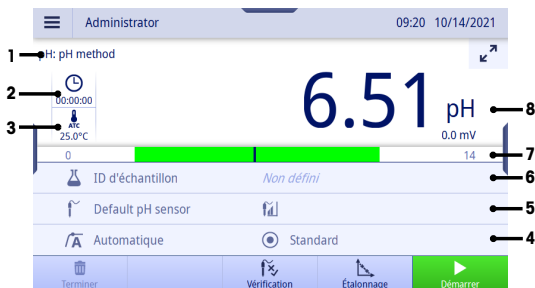 Administrator 09:20 10/14/2021
1 pH: pH method
2 00:00:00
3 ATC
25.0°C
6.51 pH 8
0.0 mV
0 14 7
ID d'échantillon Non défini 6
Default pH sensor 5
A Automatique Standard 4
Terminer Vérification Étalonnage Démarrer